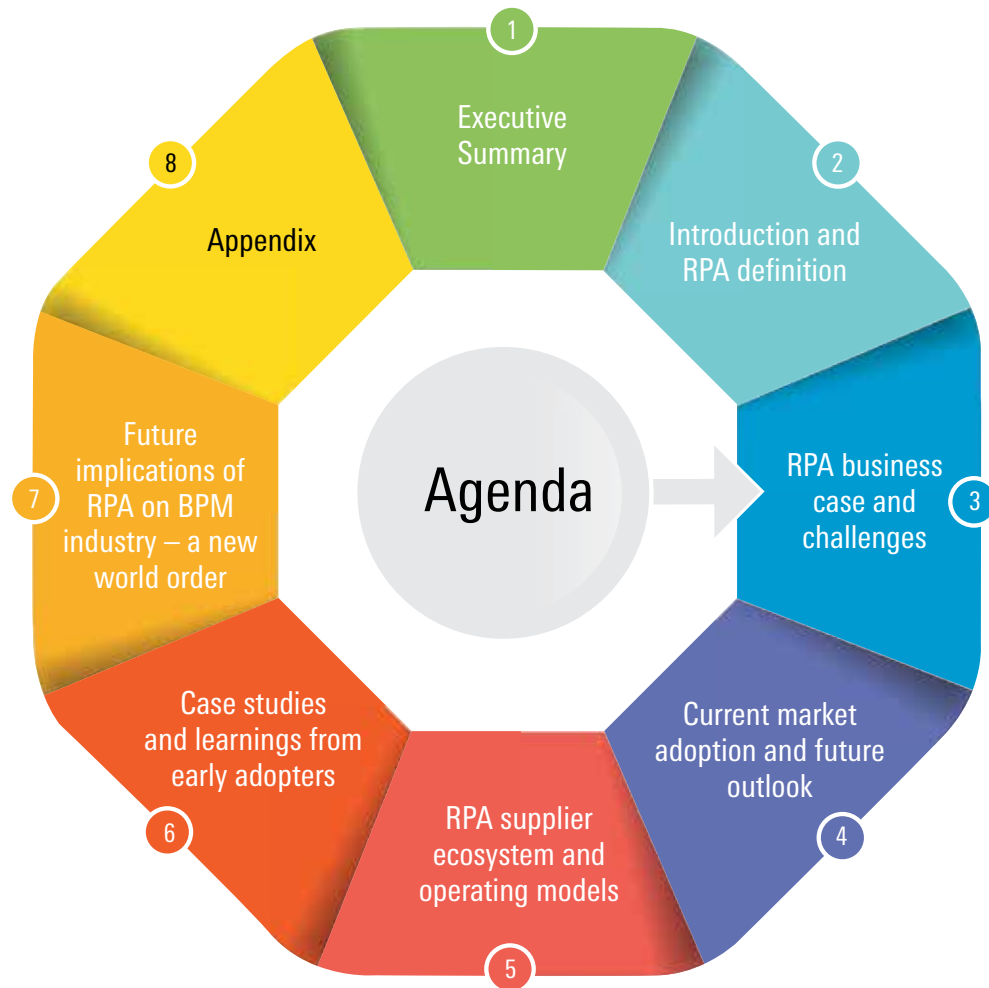 Agenda
1
Executive
Summary
2
Introduction and
RPA definition
3
RPA business
case and
challenges
4
Current market
adoption and future
outlook
5
RPA supplier
ecosystem and
operating models
6
Case studies
and learnings from
early adopters
7
Future
implications of
RPA on BPM
industry – a new
world order
8
Appendix